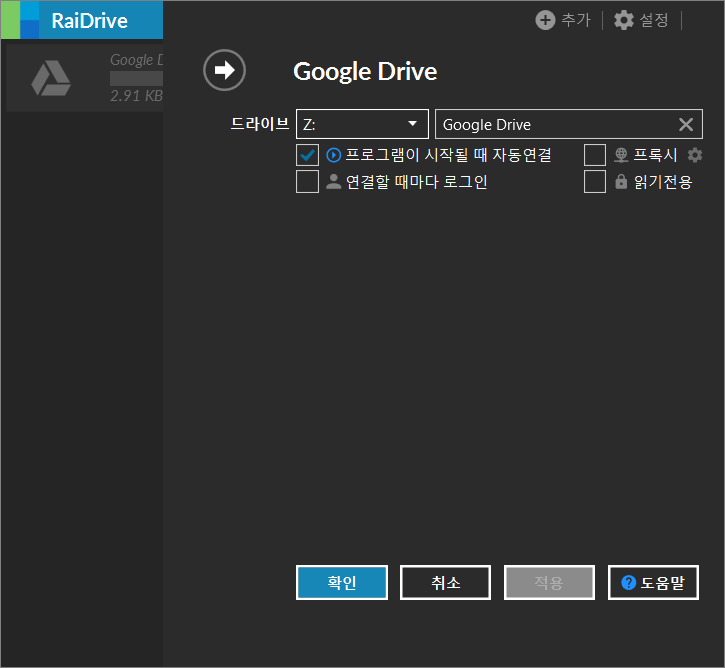 RaiDrive
추가
설정
Google D
2.91 KB
Google Drive
드라이브 Z: Google Drive
프로그램이 시작될 때 자동연결 프록시
연결할 때마다 로그인 읽기전용
확인 취소 적용 도움말